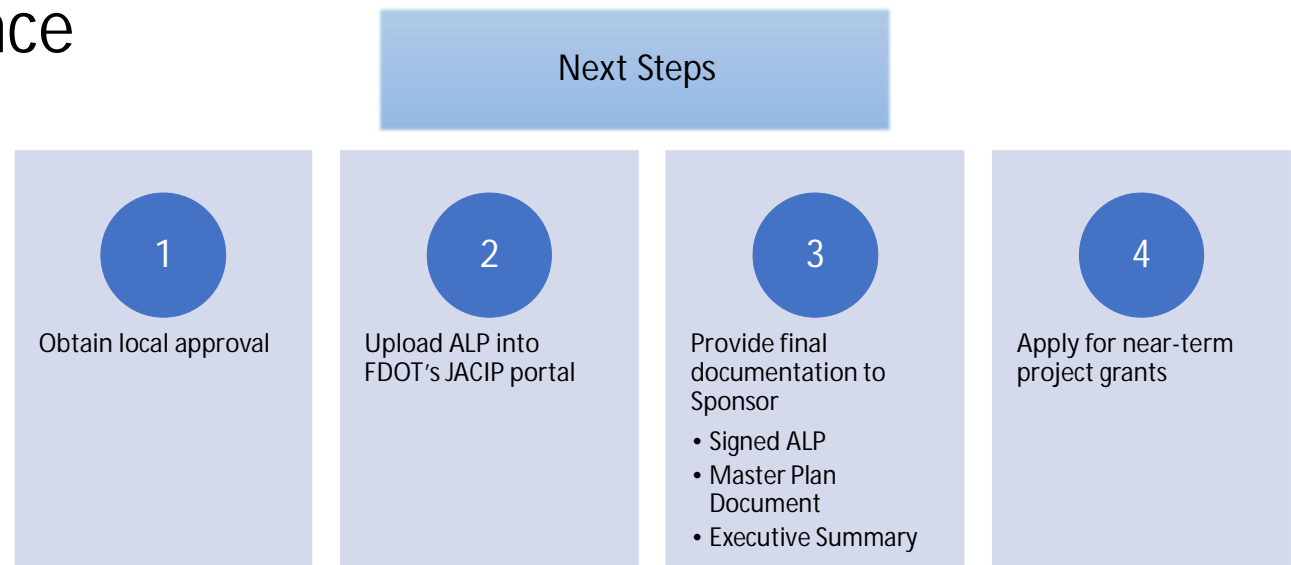 nce
Next Steps
1
Obtain local approval
2
Upload ALP into
FDOT's JACIP portal
3
Provide final
documentation to
Sponsor
• Signed ALP
• Master Plan
Document
• Executive Summary
4
Apply for near-term
project grants